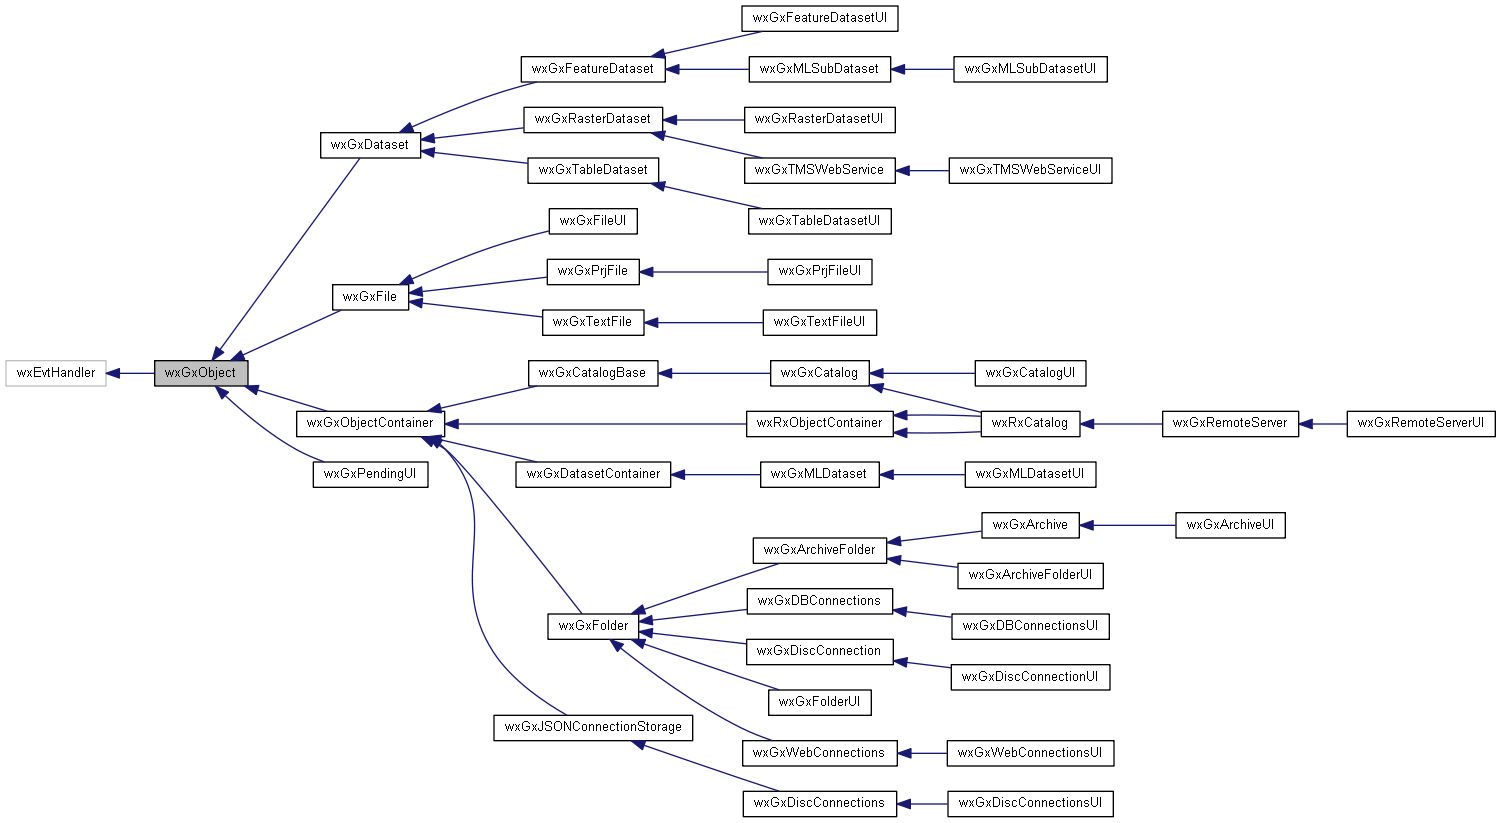 wxGxFeatureDatasetUI
wxGxFeatureDataset
wxGxMLSubDataset
wxGxMLSubDatasetUI
wxGxRasterDataset
wxGxRasterDatasetUI
wxGxDataset
wxGxTableDataset
wxGxTMSWebService
wxGxTMSWebServiceUI
wxGxTableDatasetUI
wxGxFileUI
wxGxPrjFile
wxGxPrjFileUI
wxGxFile
wxGxTextFile
wxGxTextFileUI
wxEvtHandler
wxGxObject
wxGxCatalogBase
wxGxCatalog
wxGxCatalogUI
wxGxObjectContainer
wxRxObjectContainer
wxRxCatalog
wxGxRemoteServer
wxGxRemoteServerUI
wxGxPendingUI
wxGxDatasetContainer
wxGxMLDataset
wxGxMLDatasetUI
wxGxArchive
wxGxArchiveUI
wxGxArchiveFolder
wxGxArchiveFolderUI
wxGxDBConnections
wxGxDBConnectionsUI
wxGxFolder
wxGxDiscConnection
wxGxDiscConnectionUI
wxGxFolderUI
wxGxJSONConnectionStorage
wxGxWebConnections
wxGxWebConnectionsUI
wxGxDiscConnections
wxGxDiscConnectionsUI